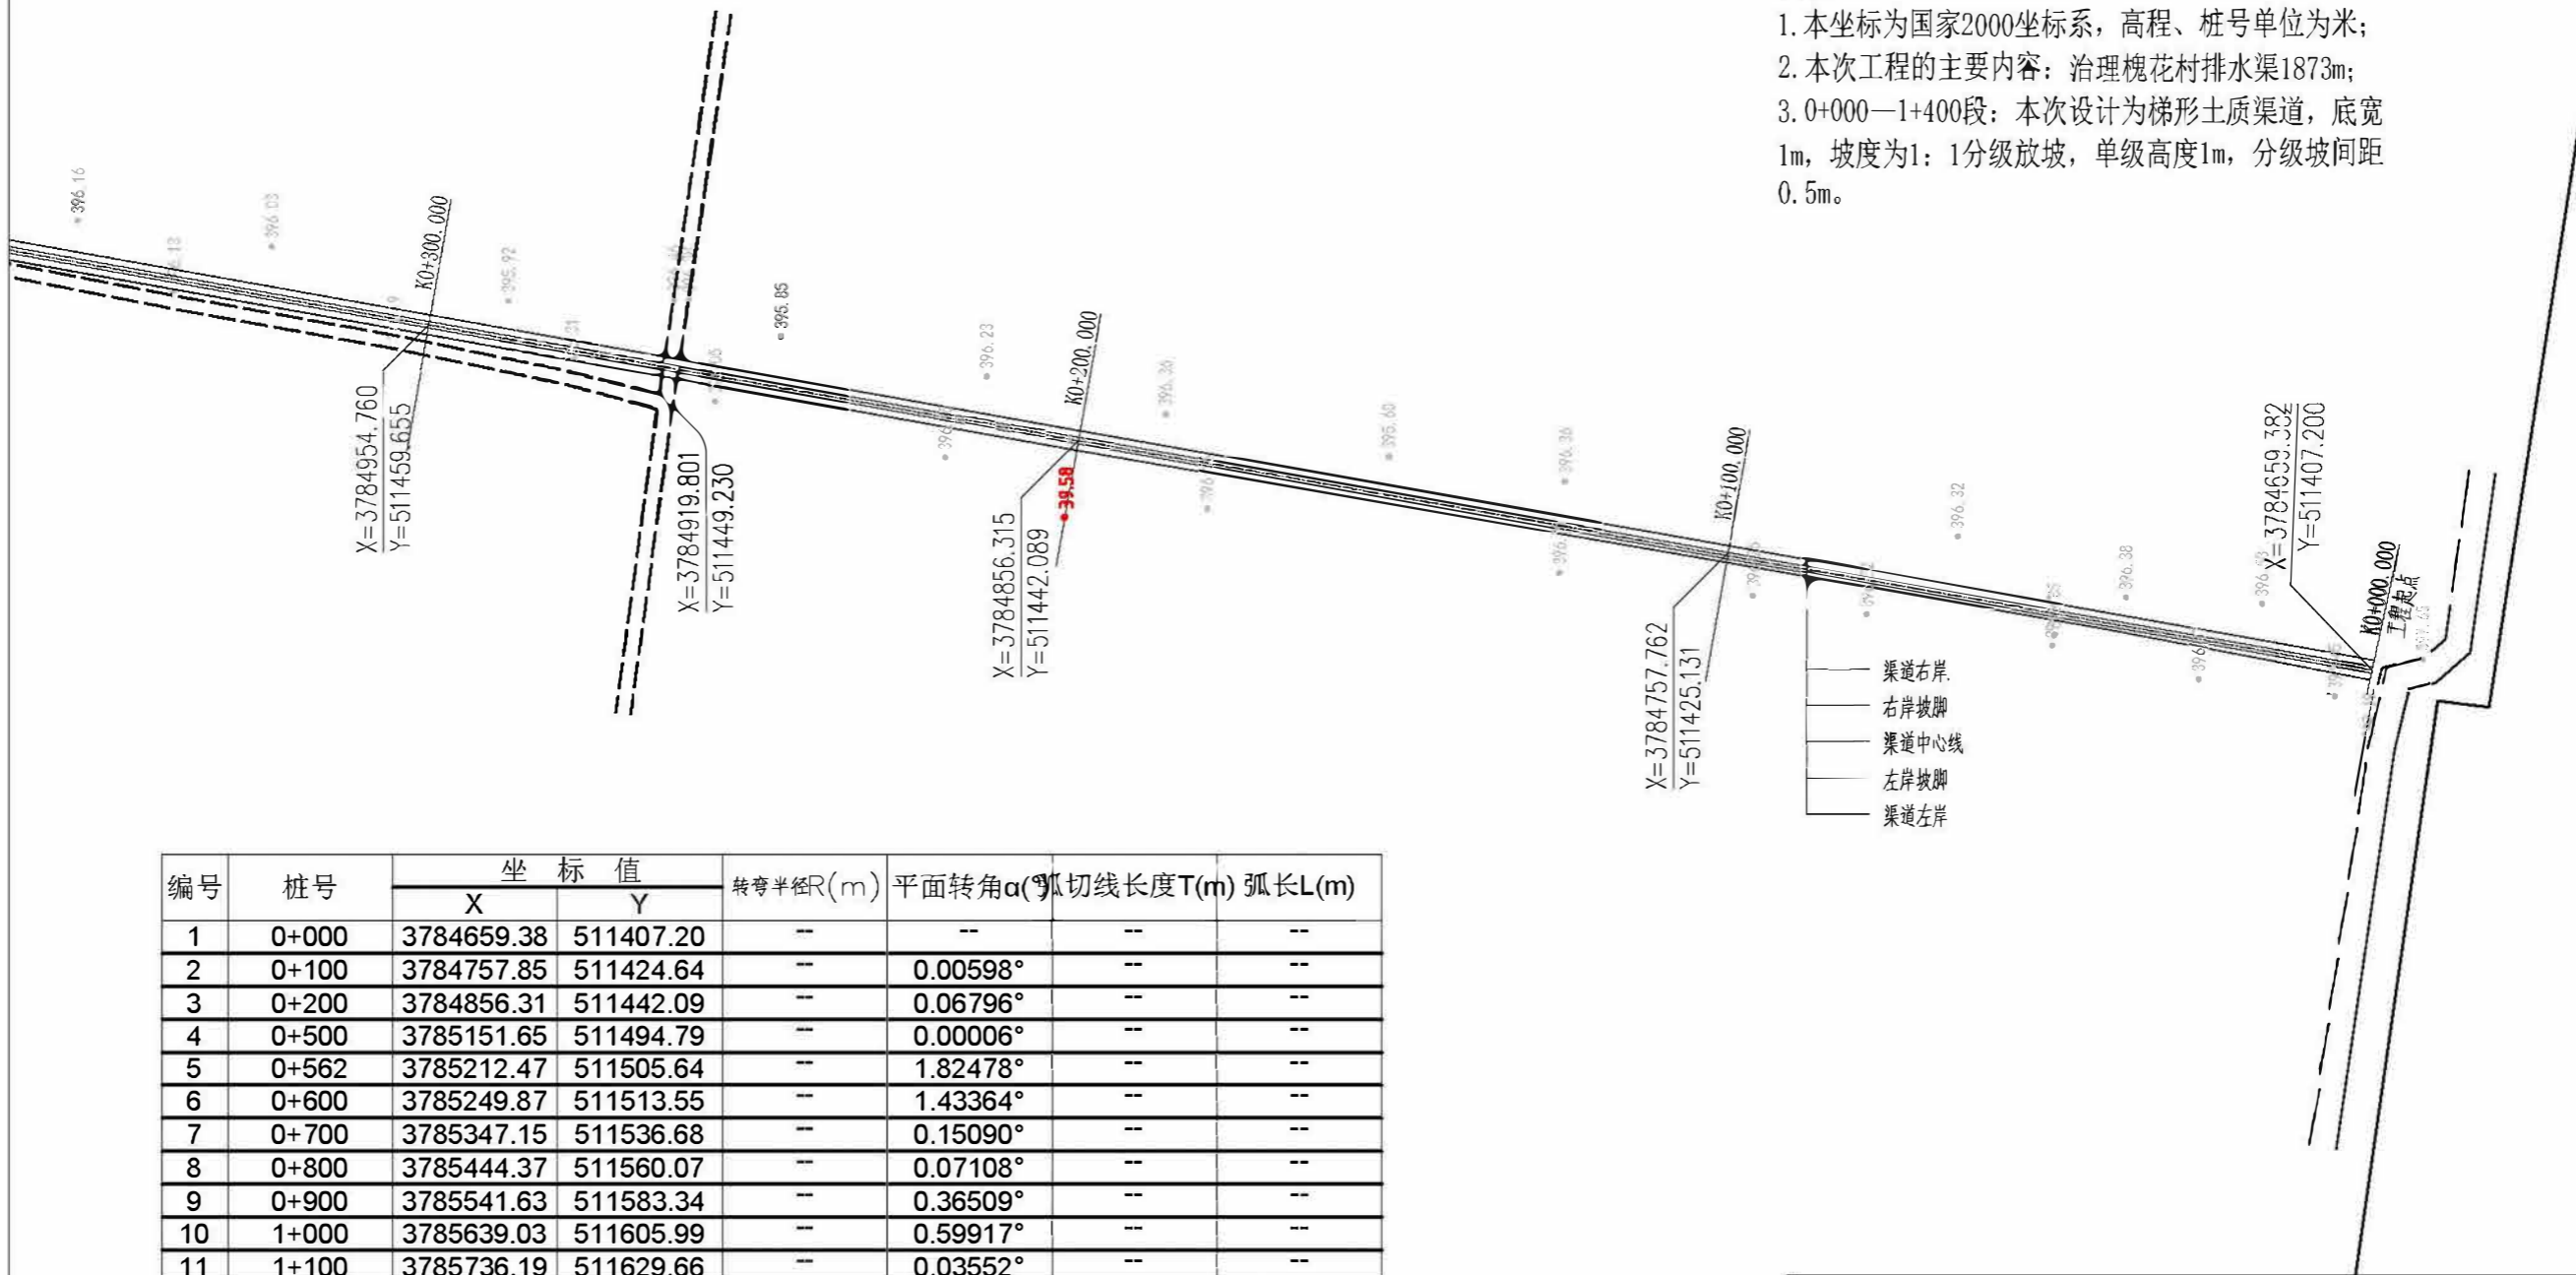 1.本坐标为国家2000坐标系，高程、桩号单位为米；
2.本次工程的主要内容：治理槐花村排水渠1873m；
3.0+000—1+400段：本次设计为梯形土质渠道，底宽
1m，坡度为1：1分级放坡，单级高度1m，分级坡间距
0.5m。
396.16
396.03
K0+300.000
395.92
395.85
396.23
K0+200.000
396.36
395.60
396.36
K0+100.000
396.32
396.38
X=3784954.760
Y=511459.655
X=3784919.801
Y=511449.230
39.58
X=3784856.315
Y=511442.089
X=3784757.762
Y=511425.131
X=3784659.382
Y=511407.200
K0+000.000
工程起点
渠道右岸
右岸坡脚
渠道中心线
左岸坡脚
渠道左岸
编号 桩号 坐标值 转弯半径R(m) 平面转角α(°) 弧切线长度T(m) 弧长L(m)
X Y
1 0+000 3784659.38 511407.20 -- -- -- --
2 0+100 3784757.85 511424.64 -- 0.00598° -- --
3 0+200 3784856.31 511442.09 -- 0.06796° -- --
4 0+500 3785151.65 511494.79 -- 0.00006° -- --
5 0+562 3785212.47 511505.64 -- 1.82478° -- --
6 0+600 3785249.87 511513.55 -- 1.43364° -- --
7 0+700 3785347.15 511536.68 -- 0.15090° -- --
8 0+800 3785444.37 511560.07 -- 0.07108° -- --
9 0+900 3785541.63 511583.34 -- 0.36509° -- --
10 1+000 3785639.03 511605.99 -- 0.59917° -- --
11 1+100 3785736.19 511629.66 -- 0.03552° -- --